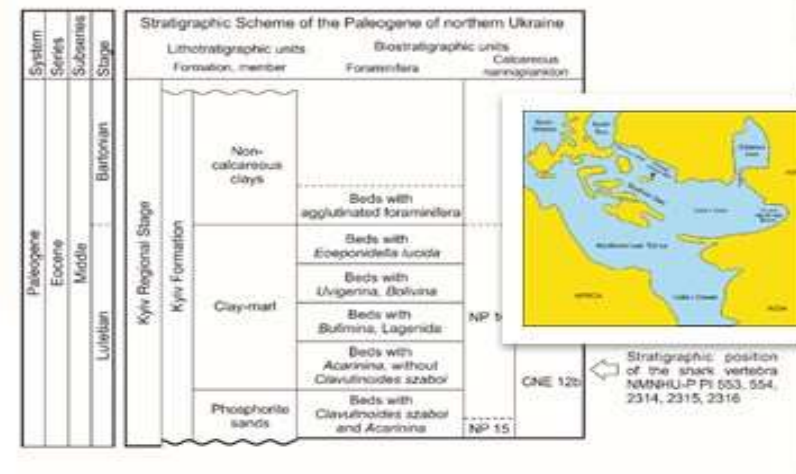 Stratigraphic Scheme of the Paleogene of northern Ukraine
System
Series
Subseries
Stage
Lithotratigraphic units
Formation, member
Biostratigraphic units
Foraminifera
Calcareous
nannoplankton
Paleogene
Eocene
Middle
Bartonian
Lutetian
Kyiv Regional Stage
Kyiv Formation
Non-
calcareous
clays
Clay-marl
Phosphorite
sands
Beds with
agglutinated foraminifera
Beds with
Eoeponidella lucida
Beds with
Uvigerina, Bolivina
Beds with
Bulimina, Lagenida
Beds with
Acarinina, without
Clavulinoides szabor
Beds with
Clavulinoides szabor
and Acarinina
NP
NP 15
CNE 12b
AFRICA
Stratigraphic position
of the shark vertebra
NMNHU-P PI 553, 554,
2314, 2315, 2316